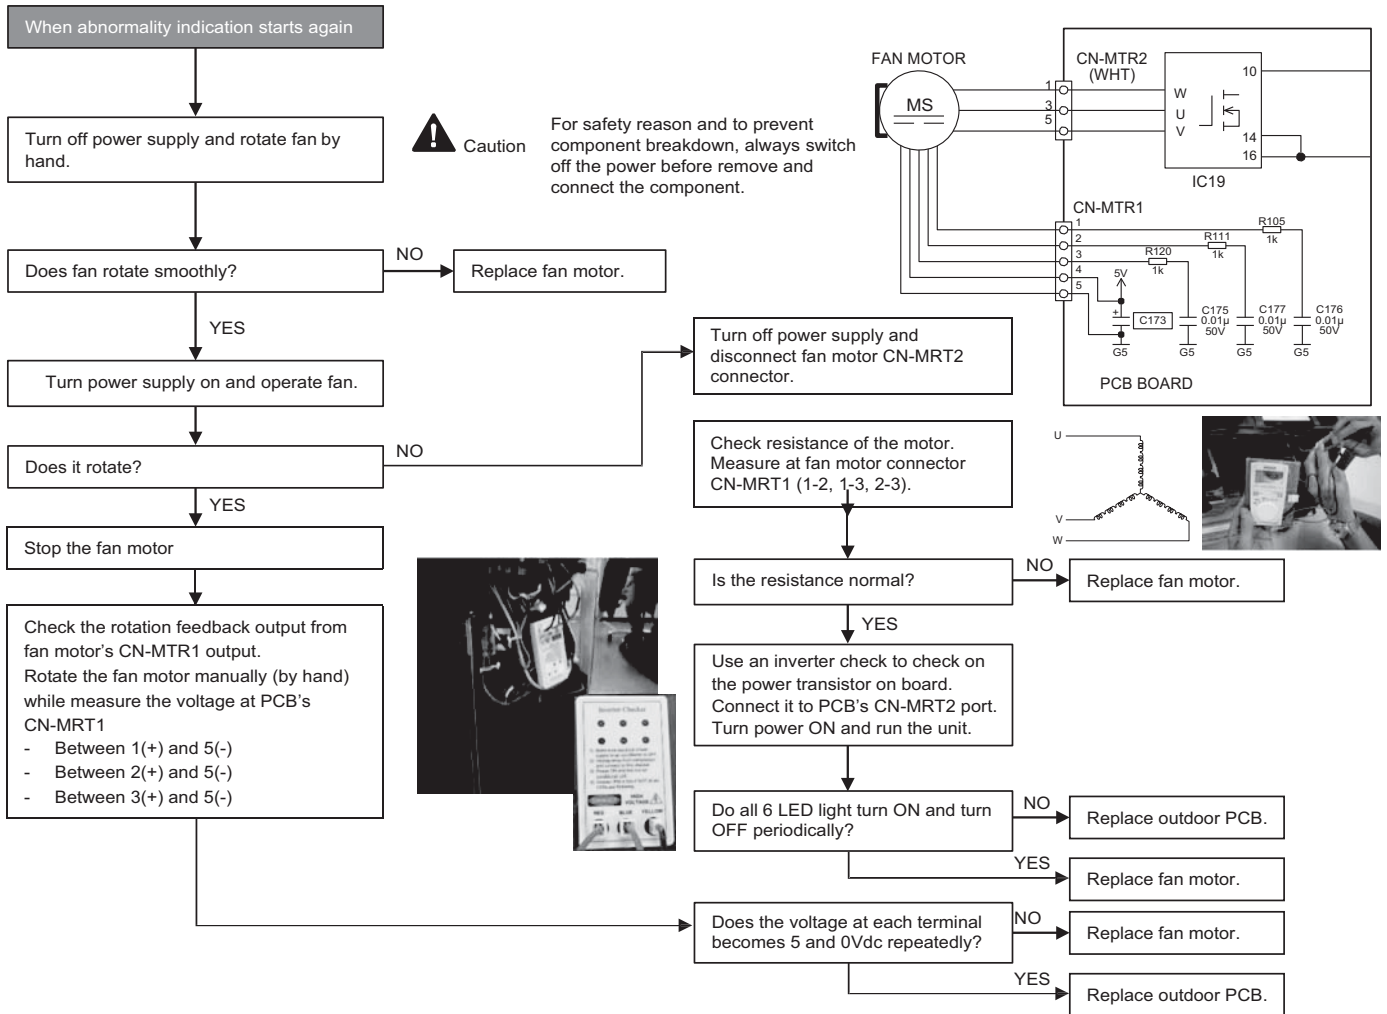 When abnormality indication starts again
Turn off power supply and rotate fan by
hand.
Caution
For safety reason and to prevent
component breakdown, always switch
off the power before remove and
connect the component.
Does fan rotate smoothly?
NO
Replace fan motor.
YES
Turn power supply on and operate fan.
Does it rotate?
NO
YES
Stop the fan motor
Check the rotation feedback output from
fan motor's CN-MTR1 output.
Rotate the fan motor manually (by hand)
while measure the voltage at PCB's
CN-MRT1
- Between 1(+) and 5(-)
- Between 2(+) and 5(-)
- Between 3(+) and 5(-)
Turn off power supply and
disconnect fan motor CN-MRT2
connector.
Check resistance of the motor.
Measure at fan motor connector
CN-MRT1 (1-2, 1-3, 2-3).
Is the resistance normal?
NO
Replace fan motor.
YES
Use an inverter check to check on
the power transistor on board.
Connect it to PCB's CN-MRT2 port.
Turn power ON and run the unit.
Do all 6 LED light turn ON and turn
OFF periodically?
NO
Replace outdoor PCB.
YES
Replace fan motor.
Does the voltage at each terminal
becomes 5 and 0Vdc repeatedly?
NO
Replace fan motor.
YES
Replace outdoor PCB.
FAN MOTOR
MS
CN-MTR2
(WHT)
1
3
5
W
U
V
10
14
16
IC19
CN-MTR1
1
2
3
4
5
R105
1k
R111
1k
R120
1k
5V
+
C173
C175
0.01µ
50V
C177
0.01µ
50V
C176
0.01µ
50V
G5
G5
G5
G5
PCB BOARD
U
V
W
Inverter Checker
HIGH
VOLTAGE
RED BLUE YELLOW